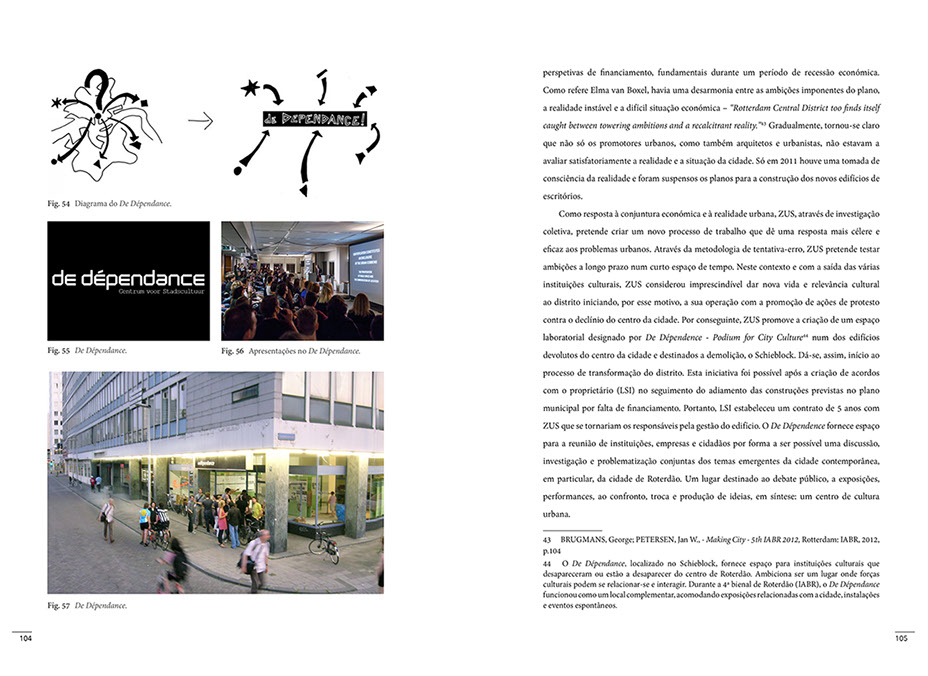 ?
de DÉPENDANCE!
Fig. 54 Diagrama do De Dépendance.
de dépendance
Centrum voor Stadscultuur
Fig. 55 De Dépendance.
Fig. 56 Apresentações no De Dépendance.
dependance
Fig. 57 De Dépendance.
104
perspetivas de financiamento, fundamentais durante um período de recessão económica.
Como refere Elma van Boxel, havia uma desarmonia entre as ambições imponentes do plano,
a realidade instável e a difícil situação económica – “Rotterdam Central District too finds itself
caught between towering ambitions and a recalcitrant reality.”43 Gradualmente, tornou-se claro
que não só os promotores urbanos, como também arquitetos e urbanistas, não estavam a
avaliar satisfatoriamente a realidade e a situação da cidade. Só em 2011 houve uma tomada de
consciência da realidade e foram suspensos os planos para a construção dos novos edifícios de
escritórios.
Como resposta à conjuntura económica e à realidade urbana, ZUS, através de investigação
coletiva, pretende criar um novo processo de trabalho que dê uma resposta mais célere e
eficaz aos problemas urbanos. Através da metodologia de tentativa-erro, ZUS pretende testar
ambições a longo prazo num curto espaço de tempo. Neste contexto e com a saída das várias
instituições culturais, ZUS considerou imprescindível dar nova vida e relevância cultural
ao distrito iniciando, por esse motivo, a sua operação com a promoção de ações de protesto
contra o declínio do centro da cidade. Por conseguinte, ZUS promove a criação de um espaço
laboratorial designado por De Dépendence - Podium for City Culture44 num dos edifícios
devolutos do centro da cidade e destinados a demolição, o Schieblock. Dá-se, assim, início ao
processo de transformação do distrito. Esta iniciativa foi possível após a criação de acordos
com o proprietário (LSI) no seguimento do adiamento das construções previstas no plano
municipal por falta de financiamento. Portanto, LSI estabeleceu um contrato de 5 anos com
ZUS que se tornariam os responsáveis pela gestão do edifício. O De Dépendence fornece espaço
para a reunião de instituições, empresas e cidadãos por forma a ser possível uma discussão,
investigação e problematização conjuntas dos temas emergentes da cidade contemporânea,
em particular, da cidade de Roterdão. Um lugar destinado ao debate público, a exposições,
performances, ao confronto, troca e produção de ideias, em síntese: um centro de cultura
urbana.
43 BRUGMANS, George; PETERSEN, Jan W., - Making City - 5th IABR 2012, Rotterdam: IABR, 2012,
p.104
44 O De Dépendance, localizado no Schieblock, fornece espaço para instituições culturais que
desapareceram ou estão a desaparecer do centro de Roterdão. Ambiciona ser um lugar onde forças
culturais podem se relacionar-se e interagir. Durante a 4ª bienal de Roterdão (IABR), o De Dépendance
funcionou como um local complementar, acomodando exposições relacionadas com a cidade, instalações
e eventos espontâneos.
105